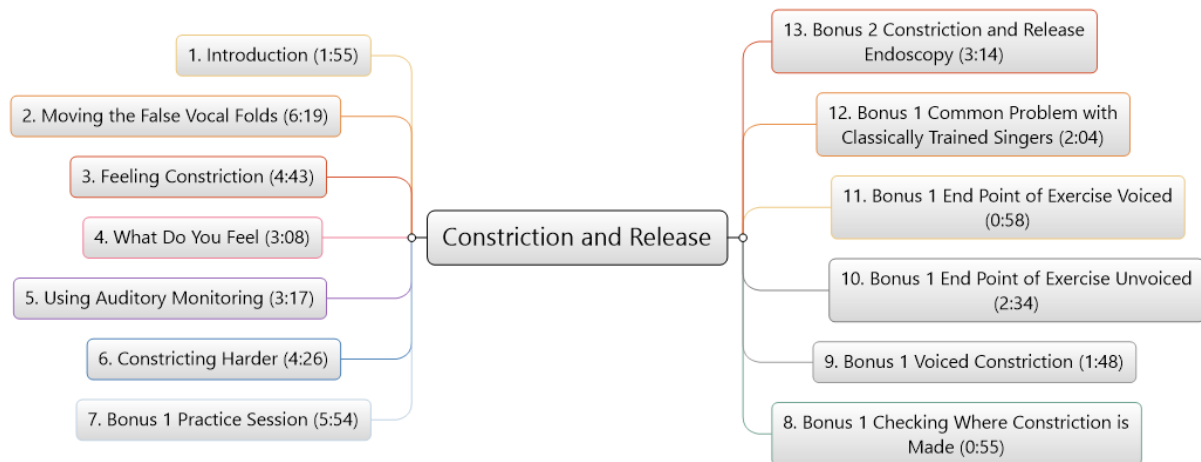 1. Introduction (1:55)
2. Moving the False Vocal Folds (6:19)
3. Feeling Constriction (4:43)
4. What Do You Feel (3:08)
5. Using Auditory Monitoring (3:17)
6. Constricting Harder (4:26)
7. Bonus 1 Practice Session (5:54)
Constriction and Release
13. Bonus 2 Constriction and Release
Endoscopy (3:14)
12. Bonus 1 Common Problem with
Classically Trained Singers (2:04)
11. Bonus 1 End Point of Exercise Voiced
(0:58)
10. Bonus 1 End Point of Exercise Unvoiced
(2:34)
9. Bonus 1 Voiced Constriction (1:48)
8. Bonus 1 Checking Where Constriction is
Made (0:55)